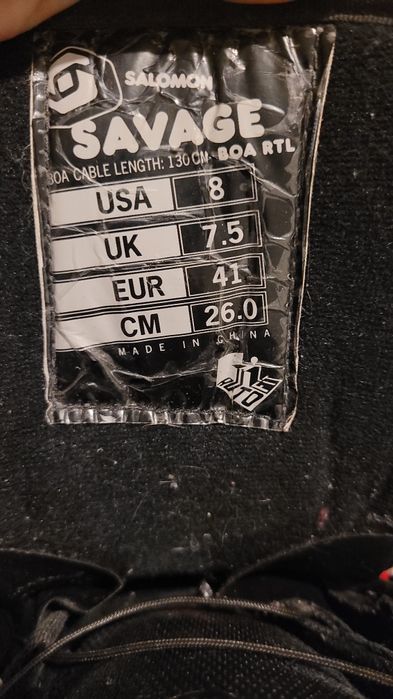 SALOMON
SAVAGE
BOA CABLE LENGTH: 130 CM - BOA RTL
USA 8
UK 7.5
EUR 41
CM 26.0
MADE IN CHINA
AUTOFIT